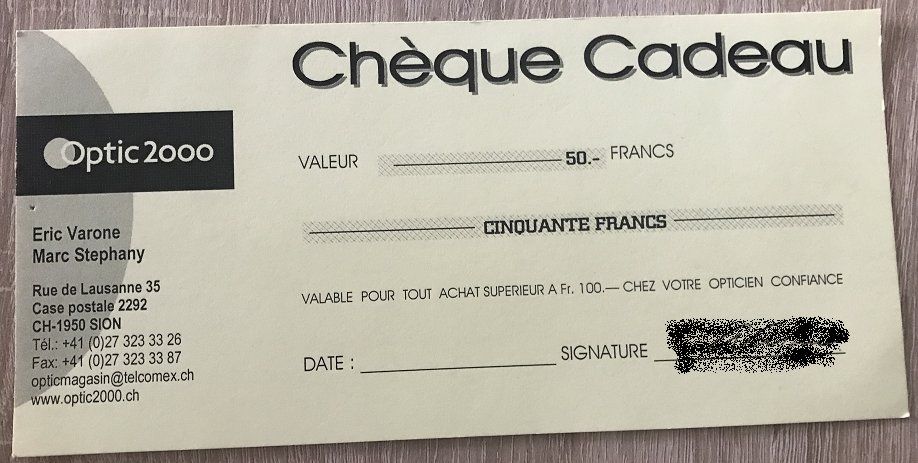 Chèque Cadeau
Optic 2000
VALEUR 50.- FRANCS
CINQUANTE FRANCS
Eric Varone
Marc Stephany
Rue de Lausanne 35
Case postale 2292
CH-1950 SION
Tél.: +41 (0)27 323 33 26
Fax: +41 (0)27 323 33 87
opticmagasin@telcomex.ch
www.optic2000.ch
VALABLE POUR TOUT ACHAT SUPERIEUR A Fr. 100.— CHEZ VOTRE OPTICIEN CONFIANCE
DATE : SIGNATURE